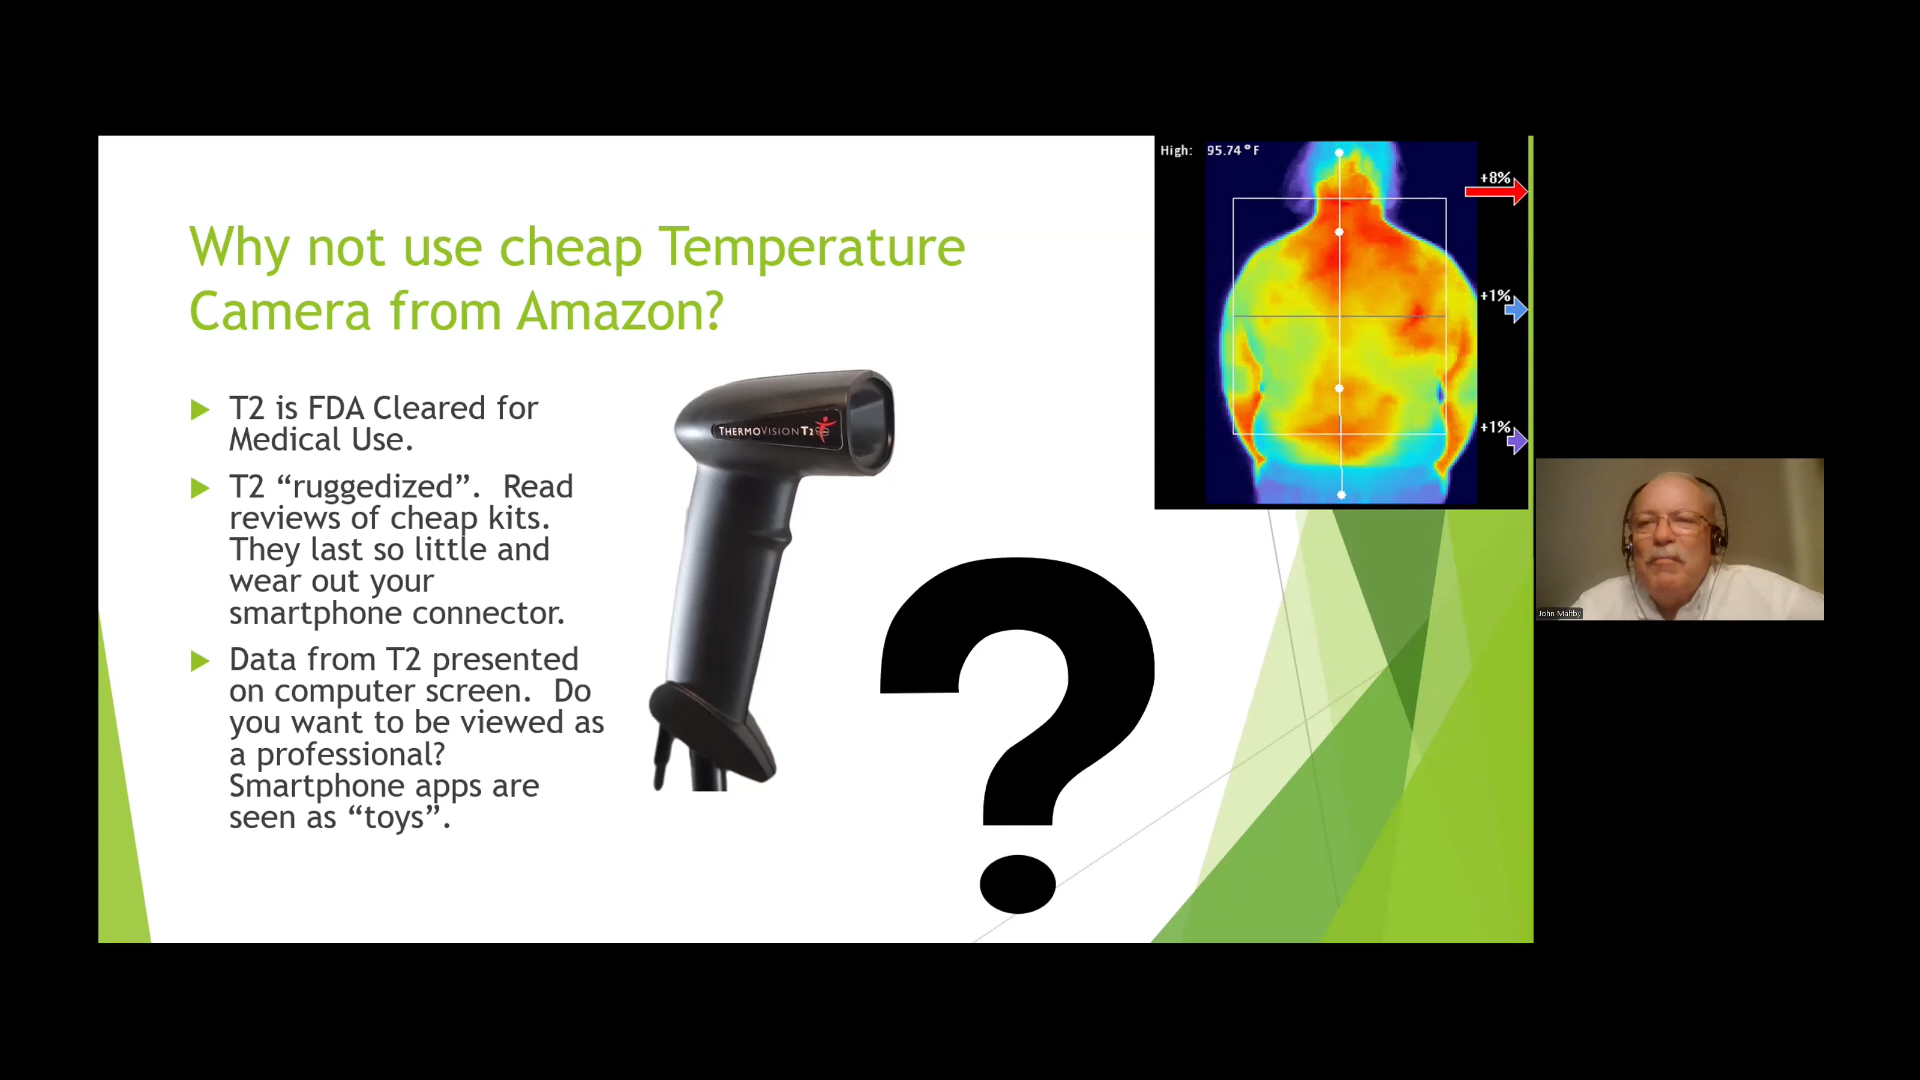 Why not use cheap Temperature
Camera from Amazon?
T2 is FDA Cleared for
Medical Use.
T2 “ruggedized”.  Read
reviews of cheap kits.
They last so little and
wear out your
smartphone connector.
Data from T2 presented
on computer screen.  Do
you want to be viewed as
a professional?
Smartphone apps are
seen as “toys”.
THERMOVISION T2
?
High: 95.74 °F
+8%
+1%
+1%
John Maltby